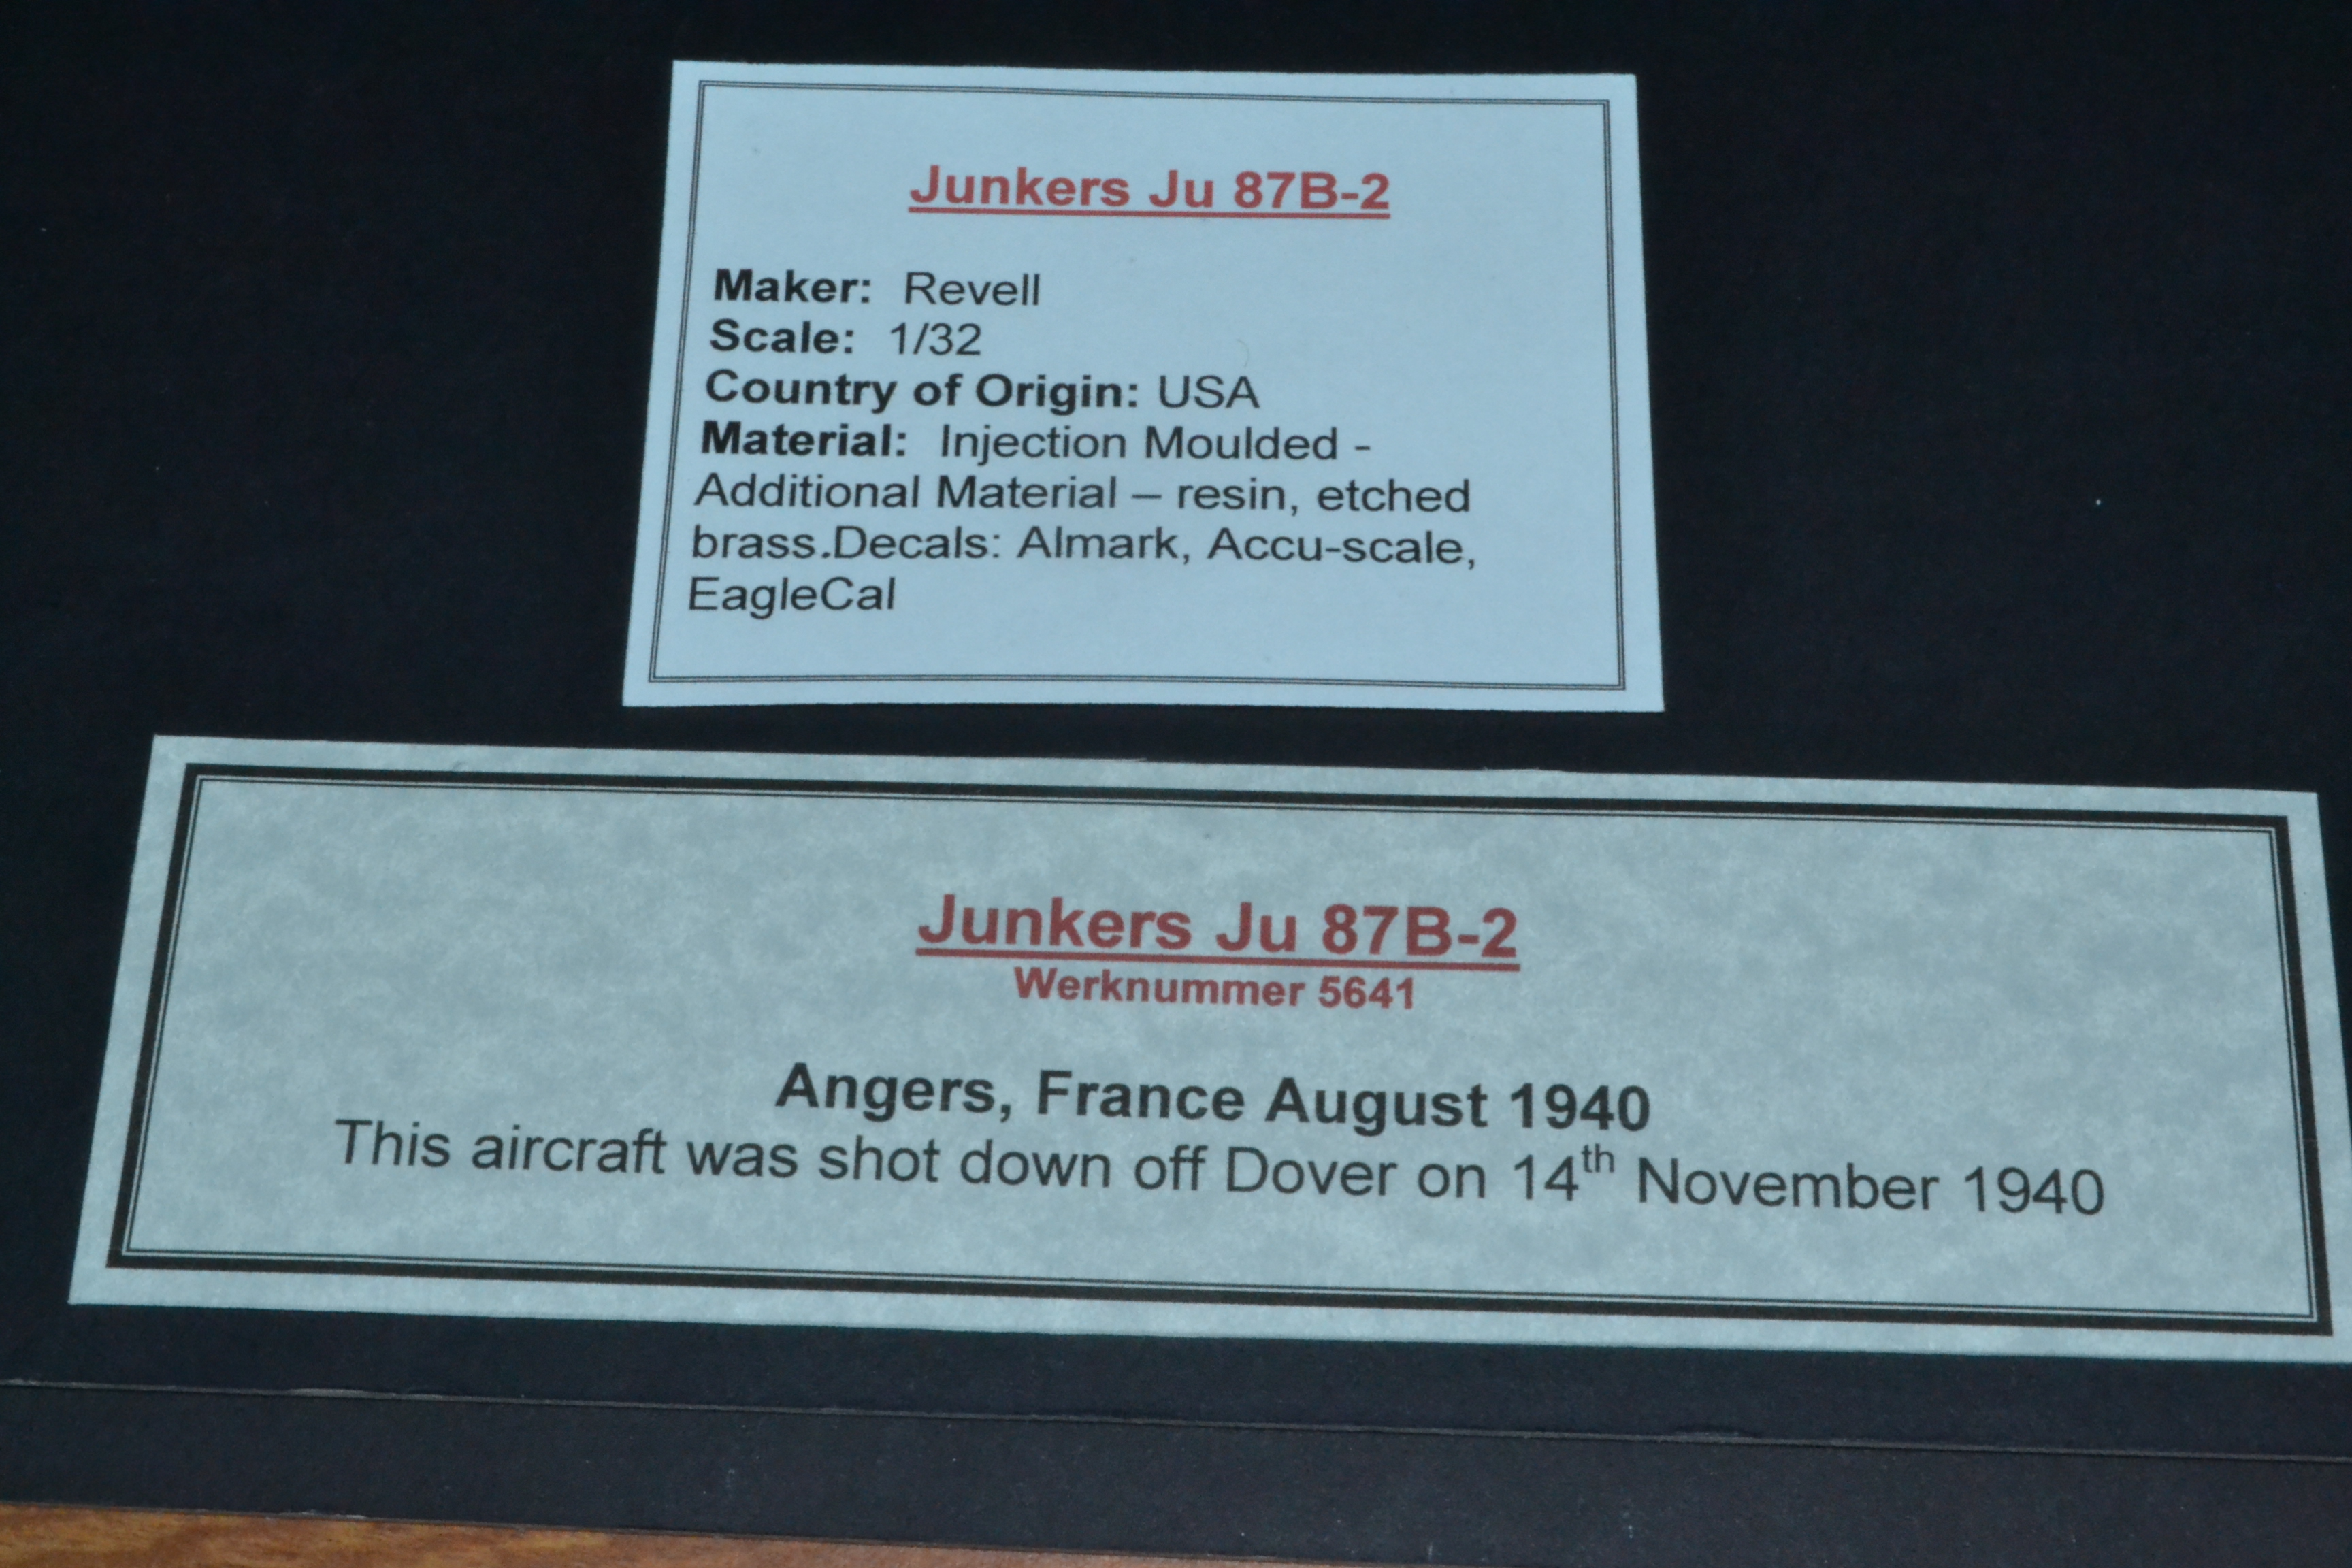 Junkers Ju 87B-2
Maker: Revell
Scale: 1/32
Country of Origin: USA
Material: Injection Moulded -
Additional Material – resin, etched
brass.Decals: Almark, Accu-scale,
EagleCal
Junkers Ju 87B-2
Werknummer 5641
Angers, France August 1940
This aircraft was shot down off Dover on 14th November 1940